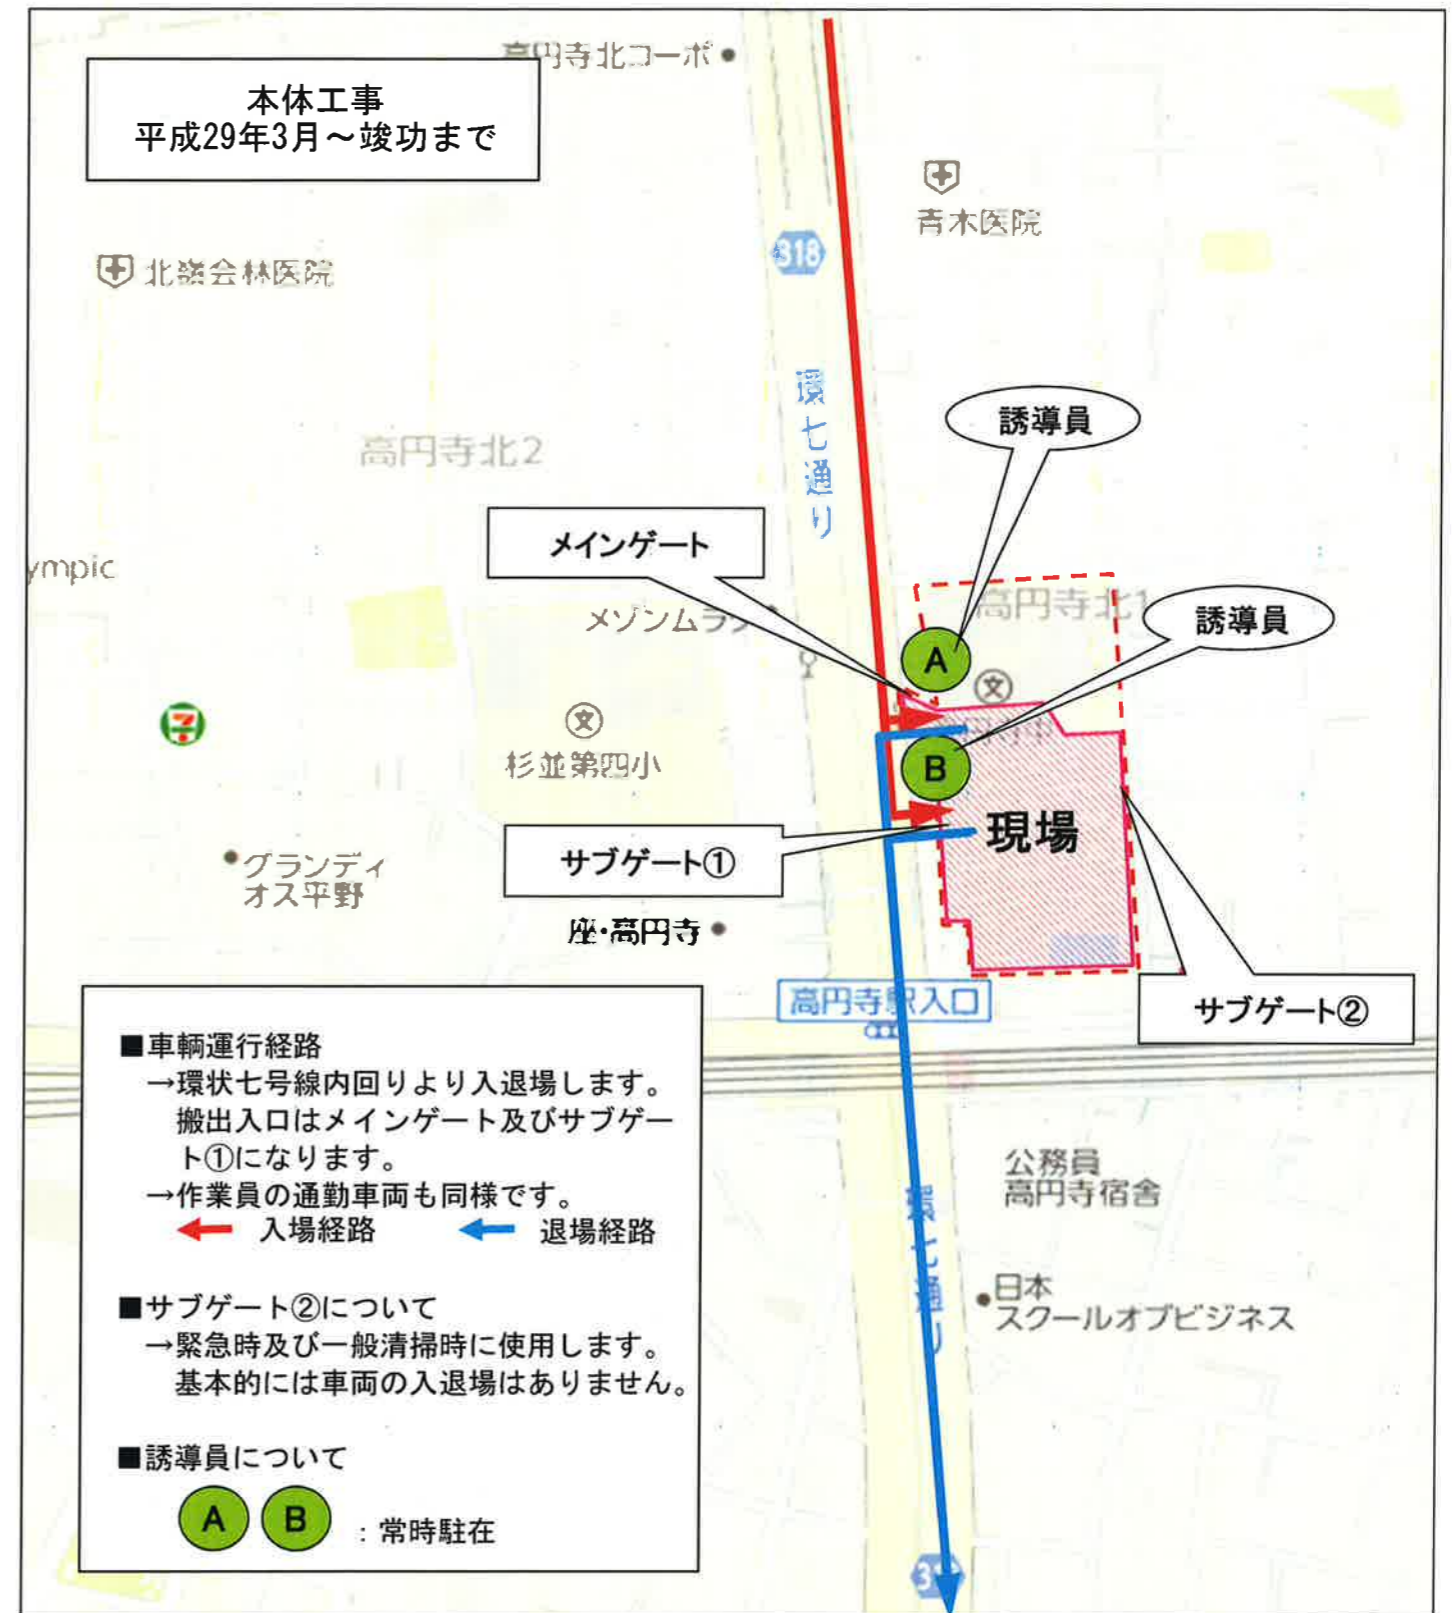 高円寺北コーポ
本体工事
平成29年3月～竣功まで
青木医院
318
環七通り
誘導員
高円寺北2
メインゲート
ympic
高円寺北1
誘導員
A
文
文
杉並第四小
B
現場
サブゲート①
グランディ
オス平野
座・高円寺
サブゲート②
高円寺駅入口
■車輌運行経路
→環状七号線内回りより入退場します。
搬出入口はメインゲート及びサブゲー
ト①になります。
→作業員の通勤車両も同様です。
入場経路 退場経路
公務員
高円寺宿舎
環七通り
日本
スクールオブビジネス
■サブゲート②について
→緊急時及び一般清掃時に使用します。
基本的には車両の入退場はありません。
■誘導員について
A B ：常時駐在